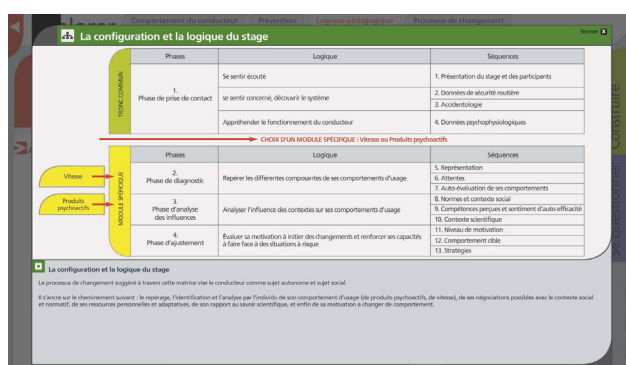 Comportement du conducteur Prévention Logique pédagogique Processus de changement
La configuration et la logique du stage
fermer X
Phases Logique Séquences
TRONC COMMUN
1.
Phase de prise de contact
Se sentir écouté
1. Présentation du stage et des participants
se sentir concerné, découvrir le système
2. Données de sécurité routière
3. Accidentologie
Appréhender le fonctionnement du conducteur
4. Données psychophysiologiques
CHOIX D'UN MODULE SPÉCIFIQUE : Vitesse ou Produits psychoactifs
Phases Logique Séquences
Vitesse
Produits
psychoactifs
MODULE SPÉFICIQUE
2.
Phase de diagnostic
Repérer les différentes composantes de ses comportements d'usage
5. Représentation
6. Attentes
7. Auto-évaluation de ses comportements
3.
Phase d'analyse
des influences
Analyser l'influence des contextes sur ses comportements d'usage
8. Normes et contexte social
9. Compétences perçues et sentiment d'auto-efficacité
10. Contexte scientifique
4.
Phase d'ajustement
Évaluer sa motivation à initier des changements et renforcer ses capacités
à faire face à des situations à risque
11. Niveau de motivation
12. Comportement cible
13. Stratégies
La configuration et la logique du stage
Le processus de changement suggéré à travers cette matrice vise le conducteur comme sujet autonome et sujet social.
Il s'ancre sur le cheminement suivant : le repérage, l'identification et l'analyse par l'individu de son comportement d'usage (de produits psychoactifs, de vitesse), de ses négociations possibles avec le contexte social
et normatif, de ses ressources personnelles et adaptatives, de son rapport au savoir scientifique, et enfin de sa motivation à changer de comportement.
Construire